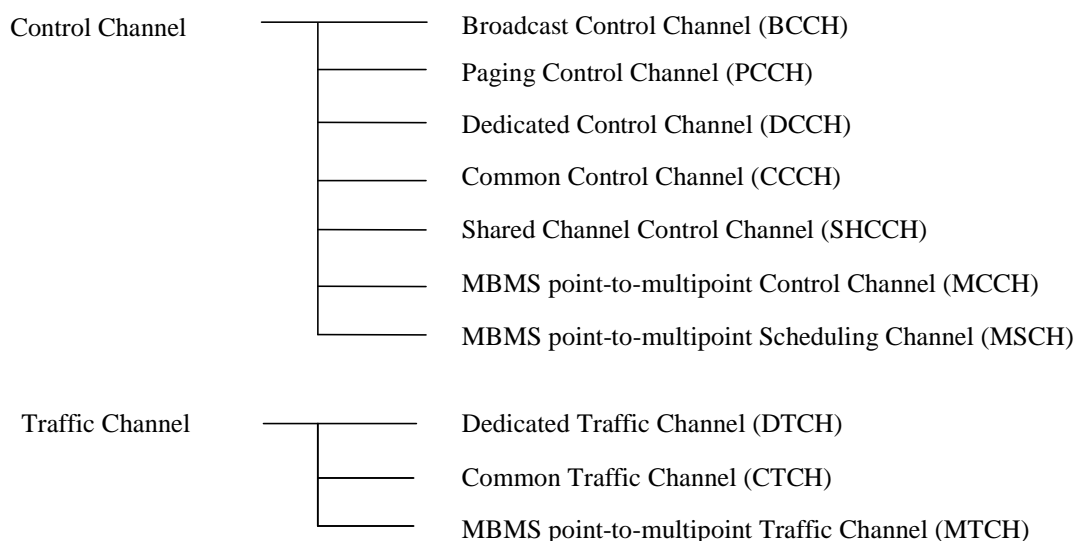 Control Channel
Broadcast Control Channel (BCCH)
Paging Control Channel (PCCH)
Dedicated Control Channel (DCCH)
Common Control Channel (CCCH)
Shared Channel Control Channel (SHCCH)
MBMS point-to-multipoint Control Channel (MCCH)
MBMS point-to-multipoint Scheduling Channel (MSCH)
Traffic Channel
Dedicated Traffic Channel (DTCH)
Common Traffic Channel (CTCH)
MBMS point-to-multipoint Traffic Channel (MTCH)